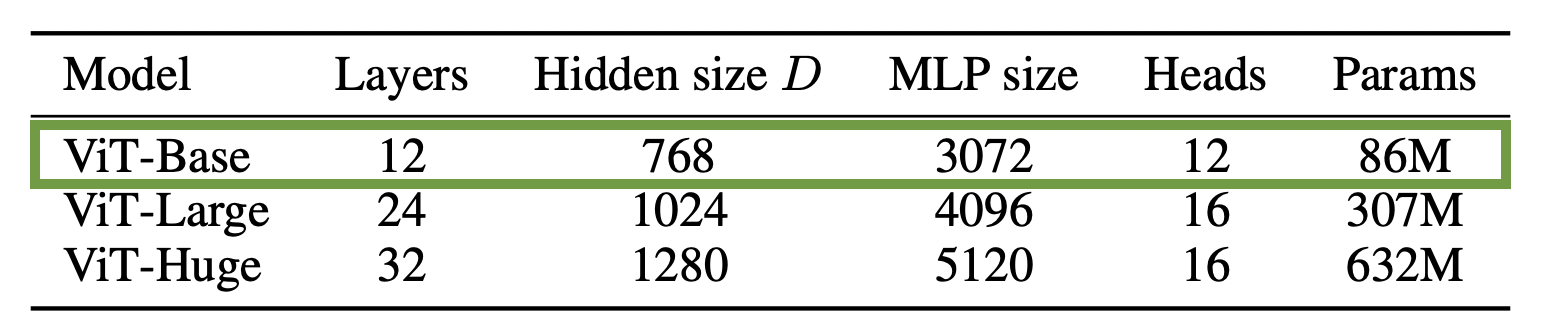 Model Layers Hidden size D MLP size Heads Params
ViT-Base 12 768 3072 12 86M
ViT-Large 24 1024 4096 16 307M
ViT-Huge 32 1280 5120 16 632M